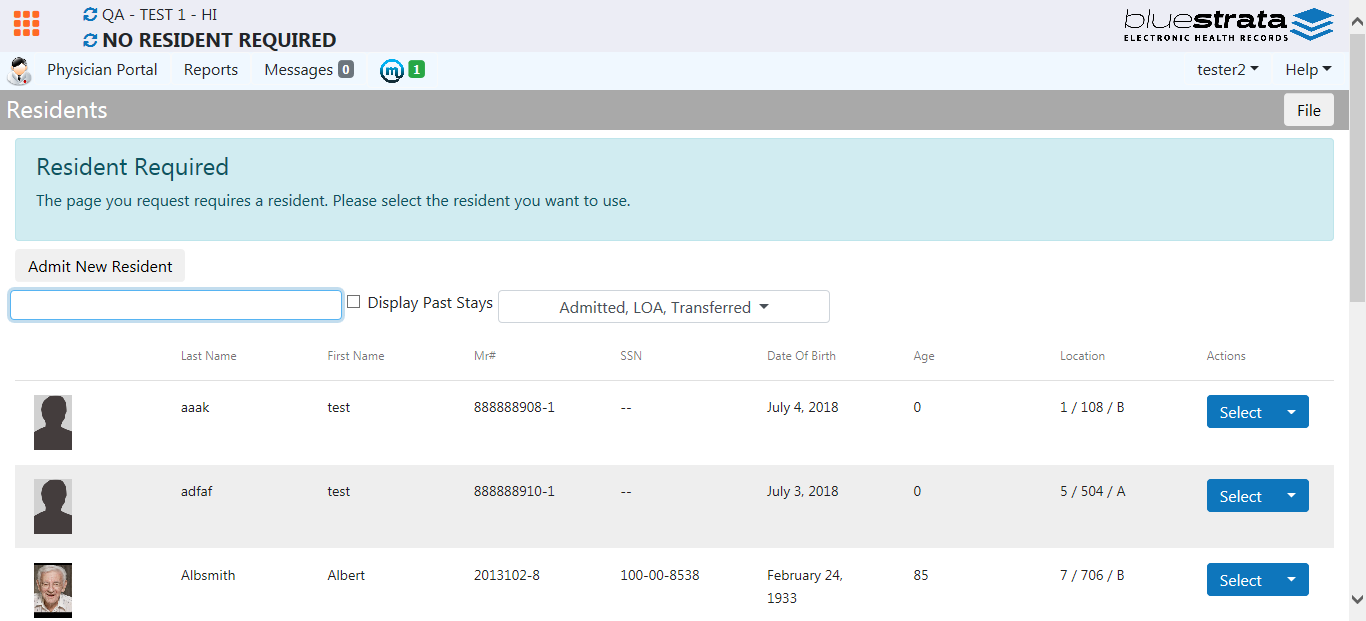 QA - TEST 1 - HI
NO RESIDENT REQUIRED
bluestrata
ELECTRONIC HEALTH RECORDS
Physician Portal Reports Messages 0 m 1 tester2 Help
Residents File
Resident Required
The page you request requires a resident. Please select the resident you want to use.
Admit New Resident
Display Past Stays Admitted, LOA, Transferred
Last Name First Name Mr# SSN Date Of Birth Age Location Actions
aaak test 888888908-1 -- July 4, 2018 0 1 / 108 / B Select
adfaf test 888888910-1 -- July 3, 2018 0 5 / 504 / A Select
Albsmith Albert 2013102-8 100-00-8538 February 24, 85 7 / 706 / B Select
1933